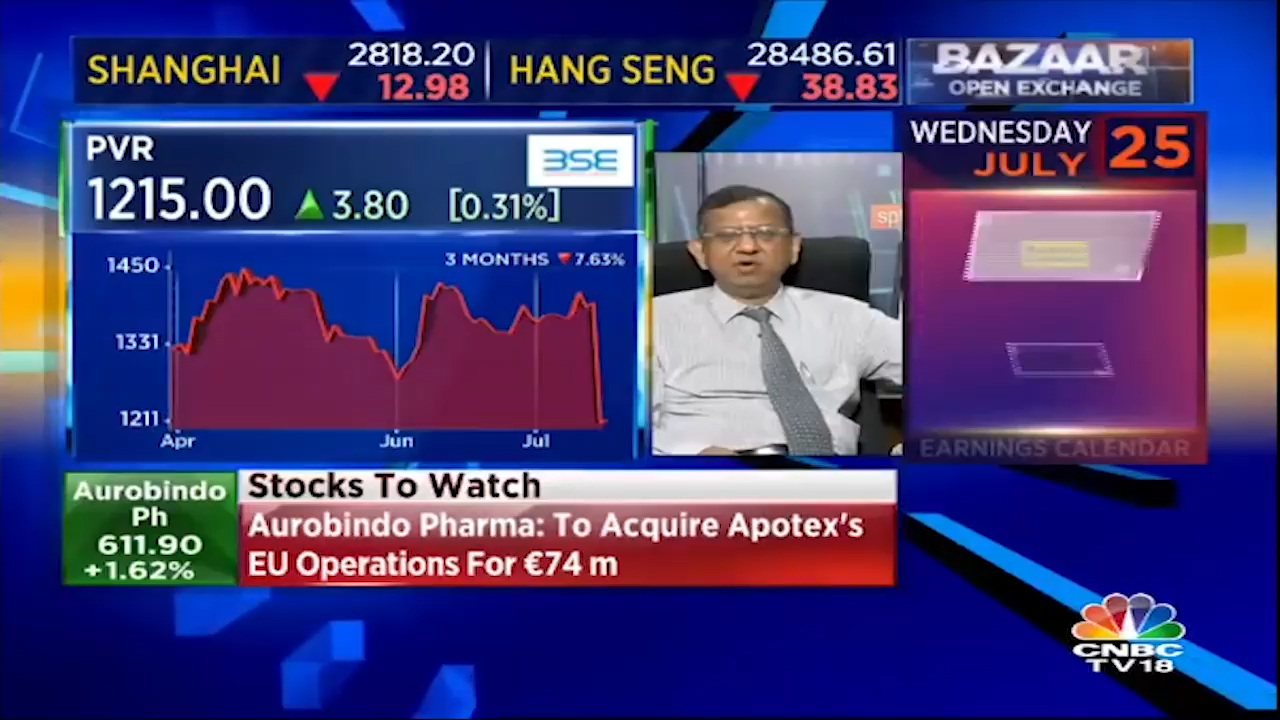 SHANGHAI
2818.20
12.98
HANG SENG
28486.61
38.83
BAZAAR
OPEN EXCHANGE
PVR
1215.00
3.80
[0.31%]
BSE
3 MONTHS 7.63%
1450
1331
1211
Apr
Jun
Jul
WEDNESDAY
JULY 25
EARNINGS CALENDAR
Aurobindo
Ph
611.90
+1.62%
Stocks To Watch
Aurobindo Pharma: To Acquire Apotex's
EU Operations For €74 m
CNBC
TV18